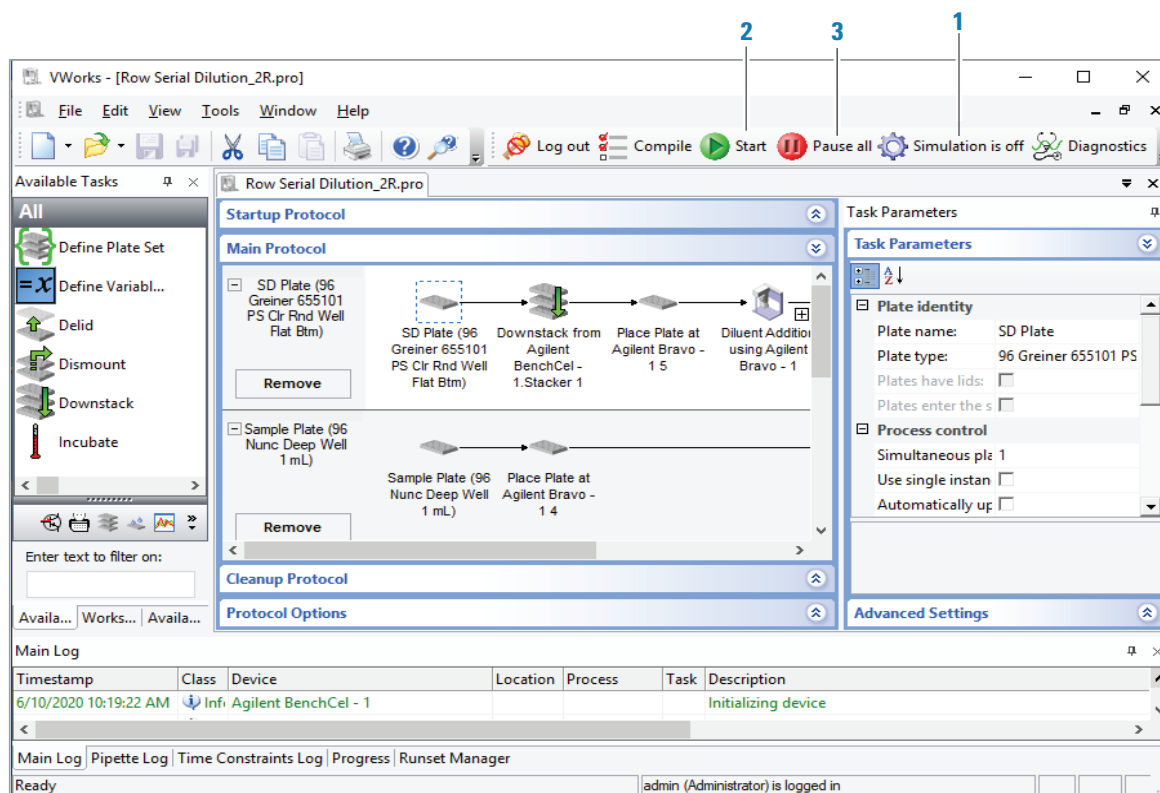 2 3 1
VWorks - [Row Serial Dilution_2R.pro]
File Edit View Tools Window Help
Log out Compile Start Pause all Simulation is off Diagnostics
Available Tasks
All
Define Plate Set
=x Define Variabl...
Delid
Dismount
Downstack
Incubate
Enter text to filter on:
Availa... Works... Availa...
Row Serial Dilution_2R.pro
Startup Protocol
Main Protocol
SD Plate (96
Greiner 655101
PS Clr Rnd Well
Flat Btm)
Remove
SD Plate (96
Greiner 655101
PS Clr Rnd Well
Flat Btm)
Downstack from
Agilent
BenchCel -
1.Stacker 1
Place Plate at
Agilent Bravo -
1 5
Diluent Addition
using Agilent
Bravo - 1
Sample Plate (96
Nunc Deep Well
1 mL)
Remove
Sample Plate (96
Nunc Deep Well
1 mL)
Place Plate at
Agilent Bravo -
1 4
Cleanup Protocol
Protocol Options
Task Parameters
Task Parameters
A
Z
Plate identity
Plate name: SD Plate
Plate type: 96 Greiner 655101 PS
Plates have lids:
Plates enter the s
Process control
Simultaneous pla 1
Use single instan
Automatically up
Advanced Settings
Main Log
Timestamp Class Device Location Process Task Description
6/10/2020 10:19:22 AM Info Agilent BenchCel - 1 Initializing device
Main Log Pipette Log Time Constraints Log Progress Runset Manager
Ready admin (Administrator) is logged in